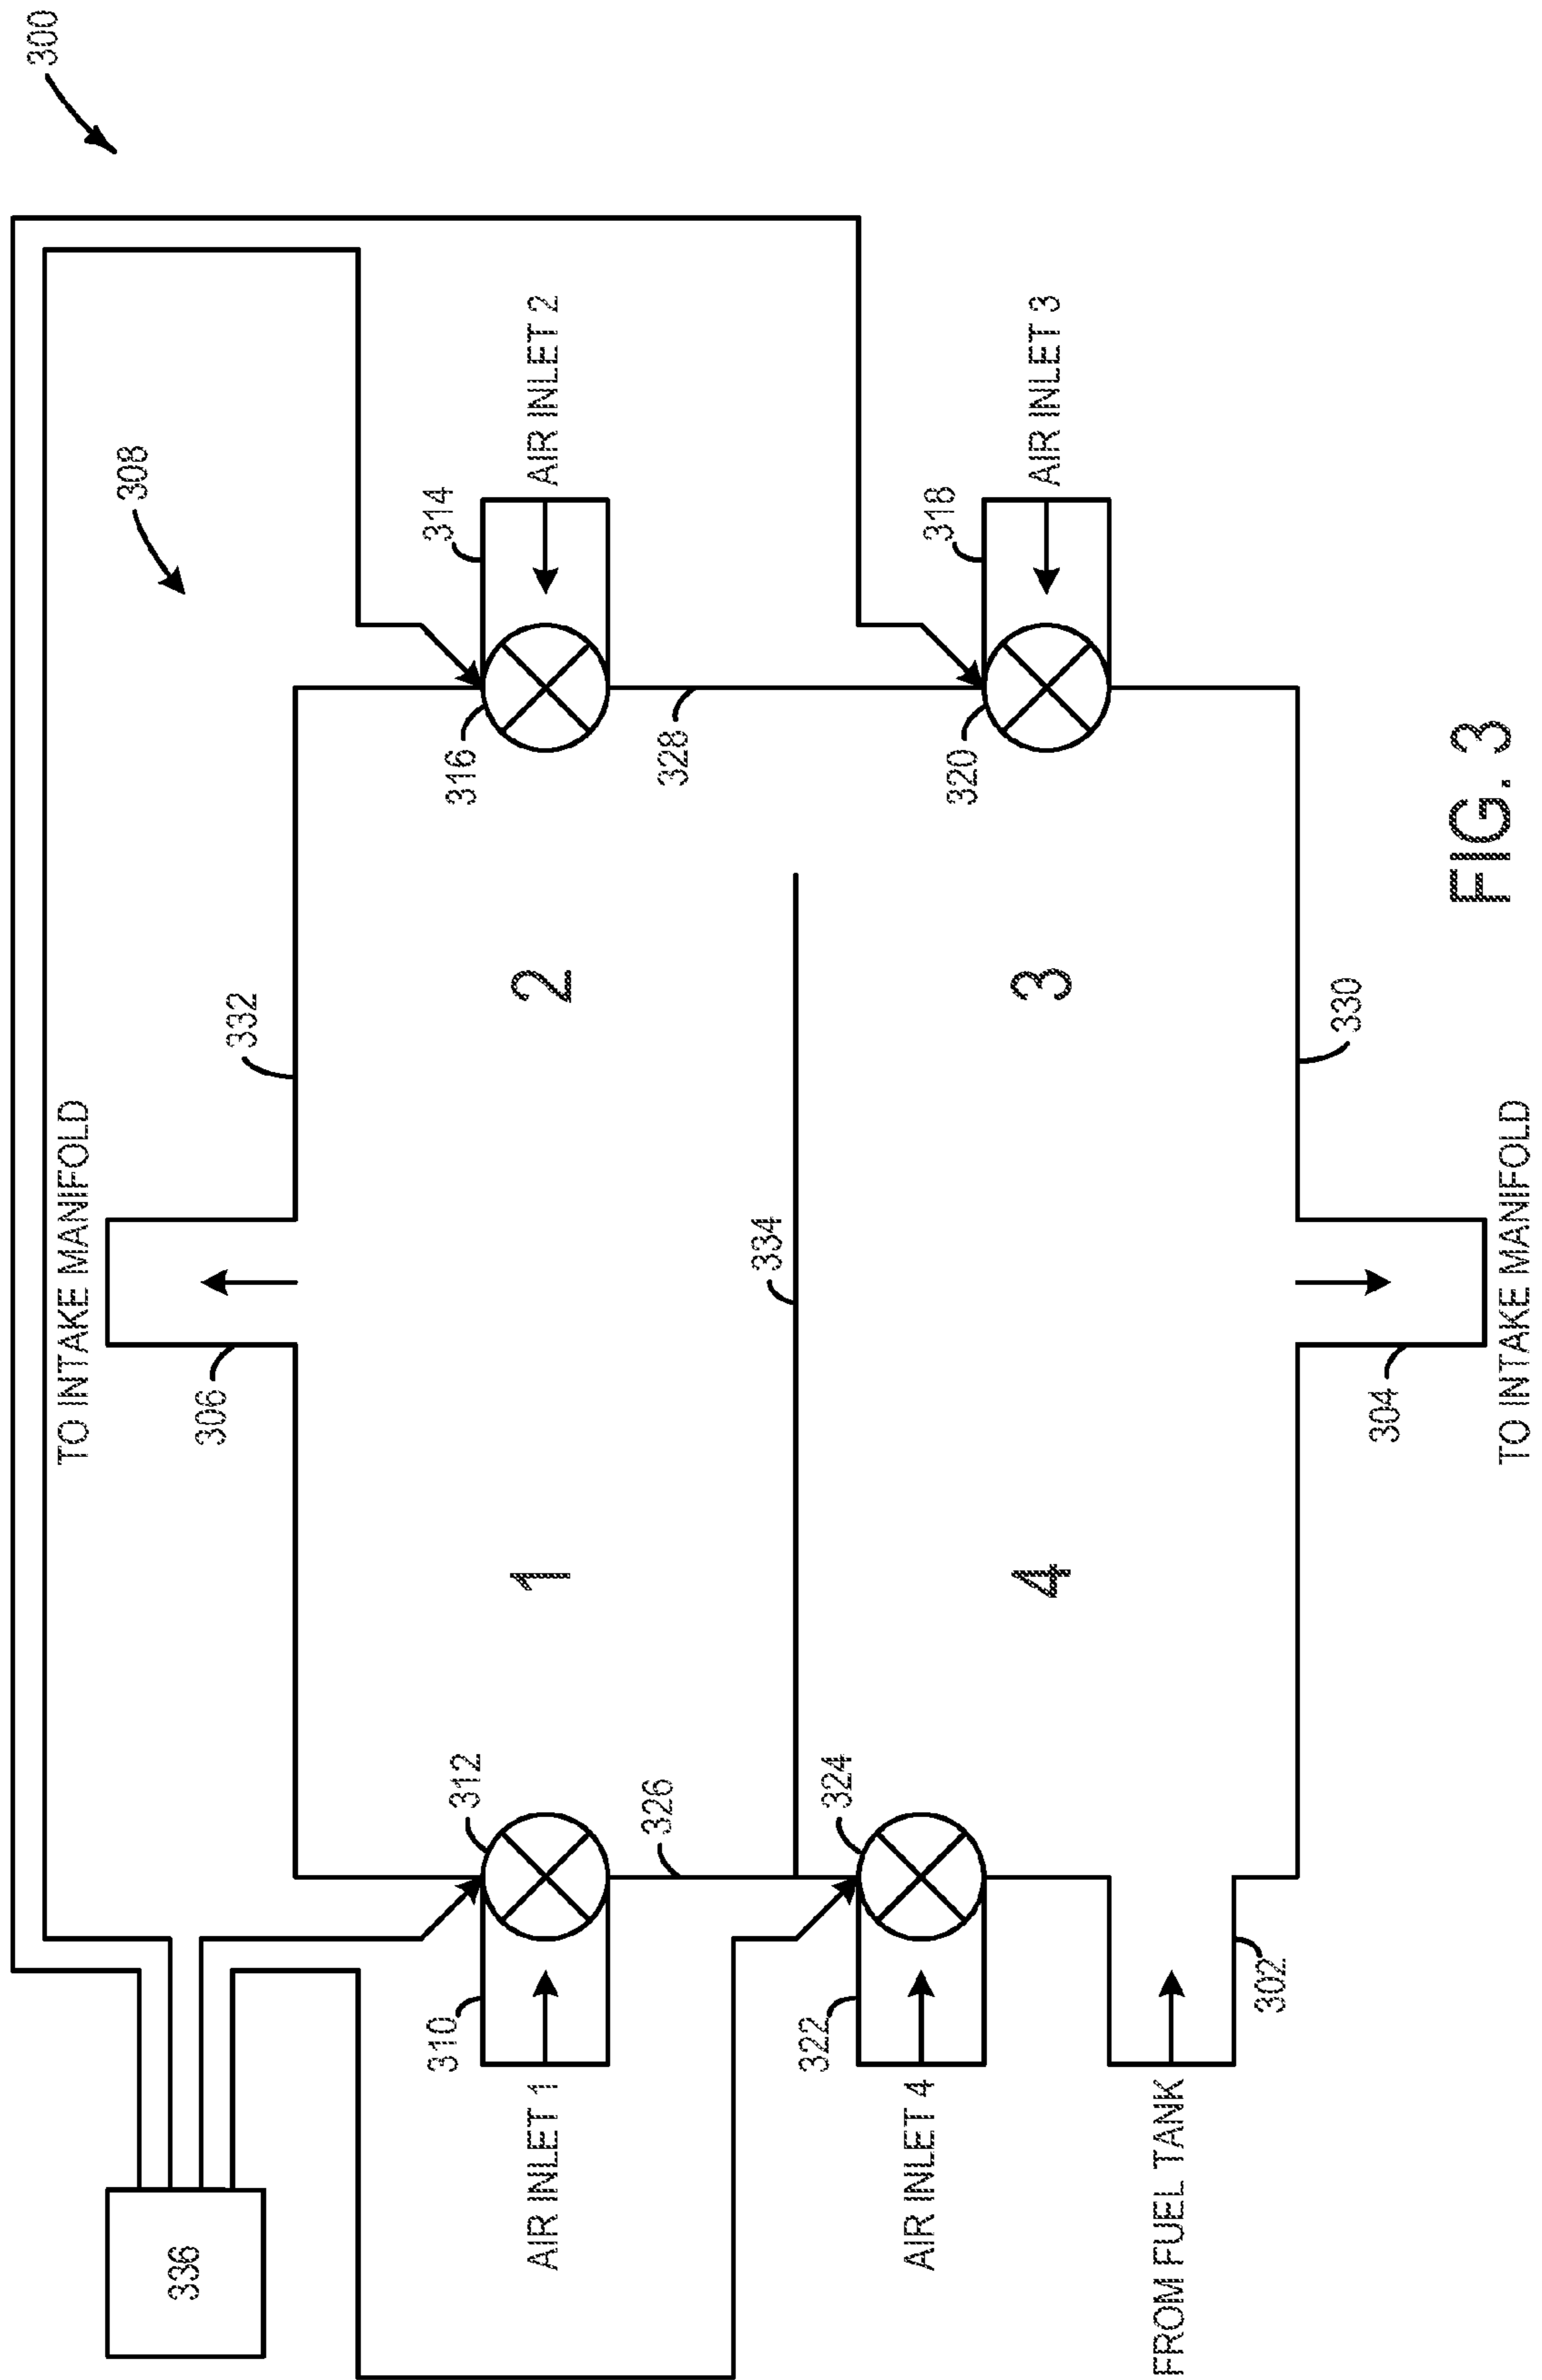 300
308
336
TO INTAKE MANIFOLD
306
332
310
312
316
314
AIR INLET 1
1
2
AIR INLET 2
326
328
334
322
324
320
318
AIR INLET 4
4
3
AIR INLET 3
FROM FUEL TANK
302
304
330
TO INTAKE MANIFOLD
FIG. 3